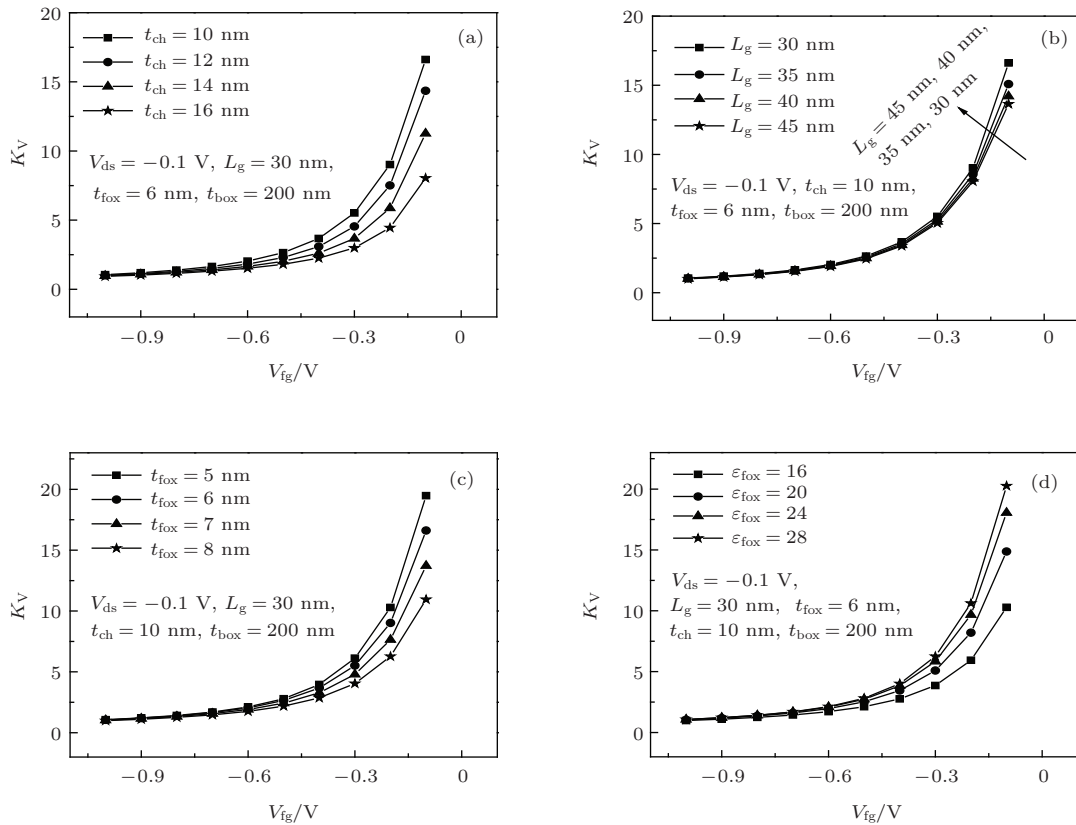 (a)
t_ch = 10 nm
t_ch = 12 nm
t_ch = 14 nm
t_ch = 16 nm
V_ds = −0.1 V, L_g = 30 nm,
t_fox = 6 nm, t_box = 200 nm
20
15
10
5
0
K_V
−0.9 −0.6 −0.3 0
V_fg/V
(b)
L_g = 30 nm
L_g = 35 nm
L_g = 40 nm
L_g = 45 nm
L_g = 45 nm, 40 nm,
35 nm, 30 nm
V_ds = −0.1 V, t_ch = 10 nm,
t_fox = 6 nm, t_box = 200 nm
20
15
10
5
0
K_V
−0.9 −0.6 −0.3 0
V_fg/V
(c)
t_fox = 5 nm
t_fox = 6 nm
t_fox = 7 nm
t_fox = 8 nm
V_ds = −0.1 V, L_g = 30 nm,
t_ch = 10 nm, t_box = 200 nm
20
15
10
5
0
K_V
−0.9 −0.6 −0.3 0
V_fg/V
(d)
ε_fox = 16
ε_fox = 20
ε_fox = 24
ε_fox = 28
V_ds = −0.1 V,
L_g = 30 nm, t_fox = 6 nm,
t_ch = 10 nm, t_box = 200 nm
20
15
10
5
0
K_V
−0.9 −0.6 −0.3 0
V_fg/V